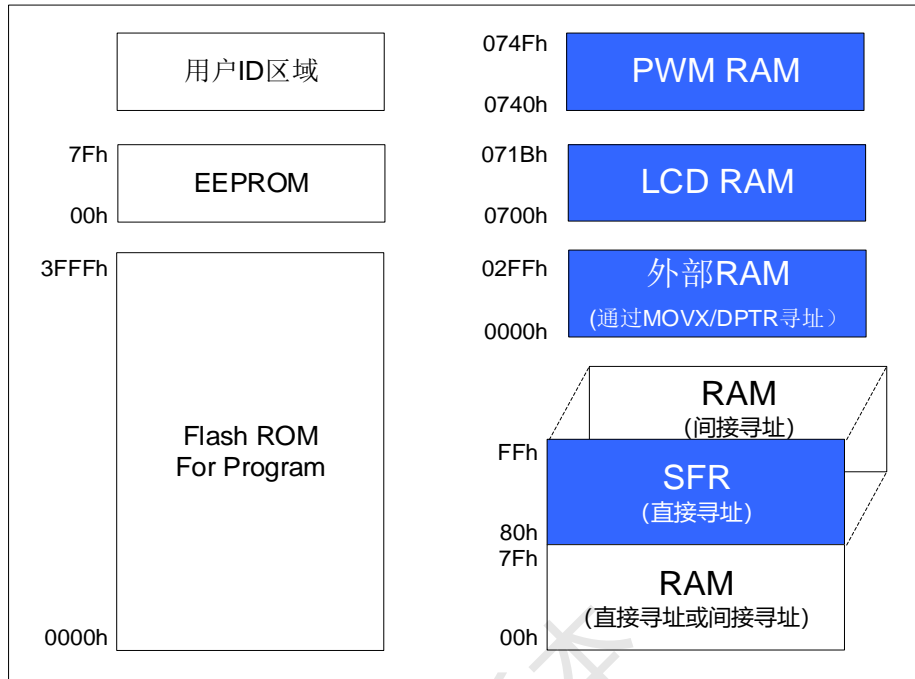 用户ID区域
7Fh
EEPROM
00h
3FFFh
Flash ROM
For Program
0000h
074Fh
PWM RAM
0740h
071Bh
LCD RAM
0700h
02FFh
外部RAM
(通过MOVX/DPTR寻址）
0000h
RAM
(间接寻址)
FFh
SFR
(直接寻址)
80h
7Fh
RAM
(直接寻址或间接寻址)
00h
本